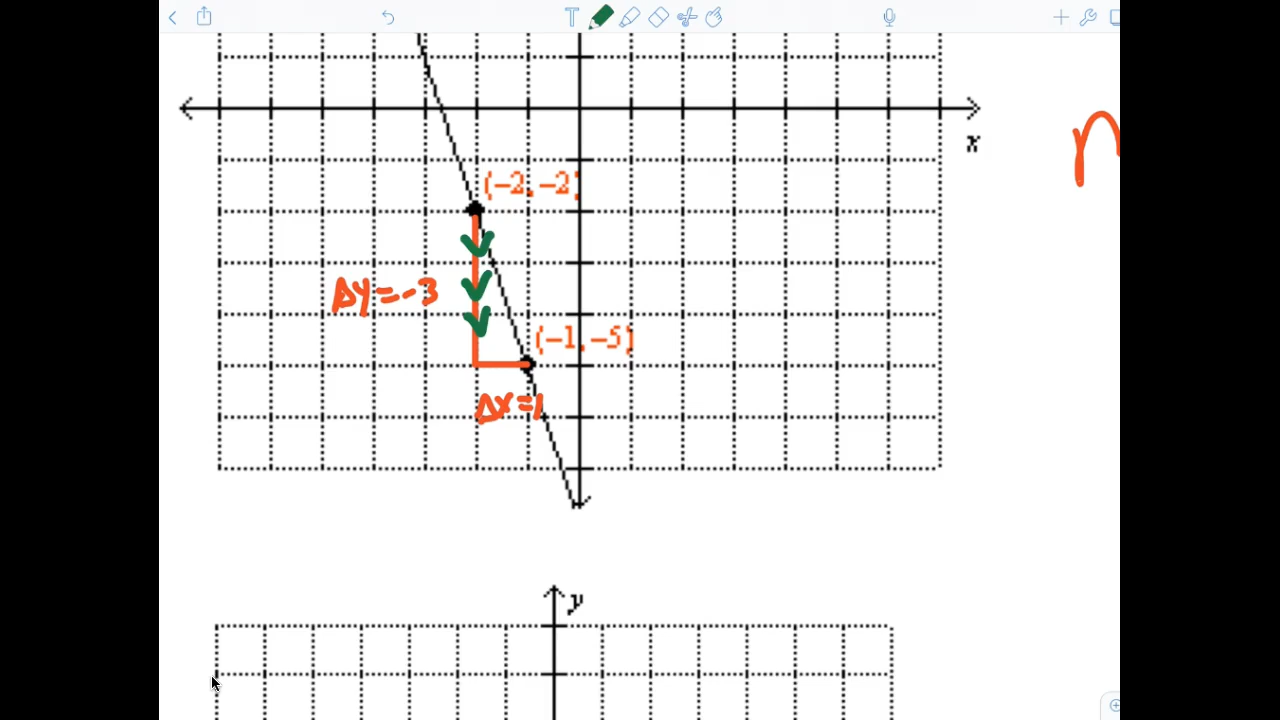 T
x
m
(-2, -2)
Δy = -3
(-1, -5)
Δx = 1
y